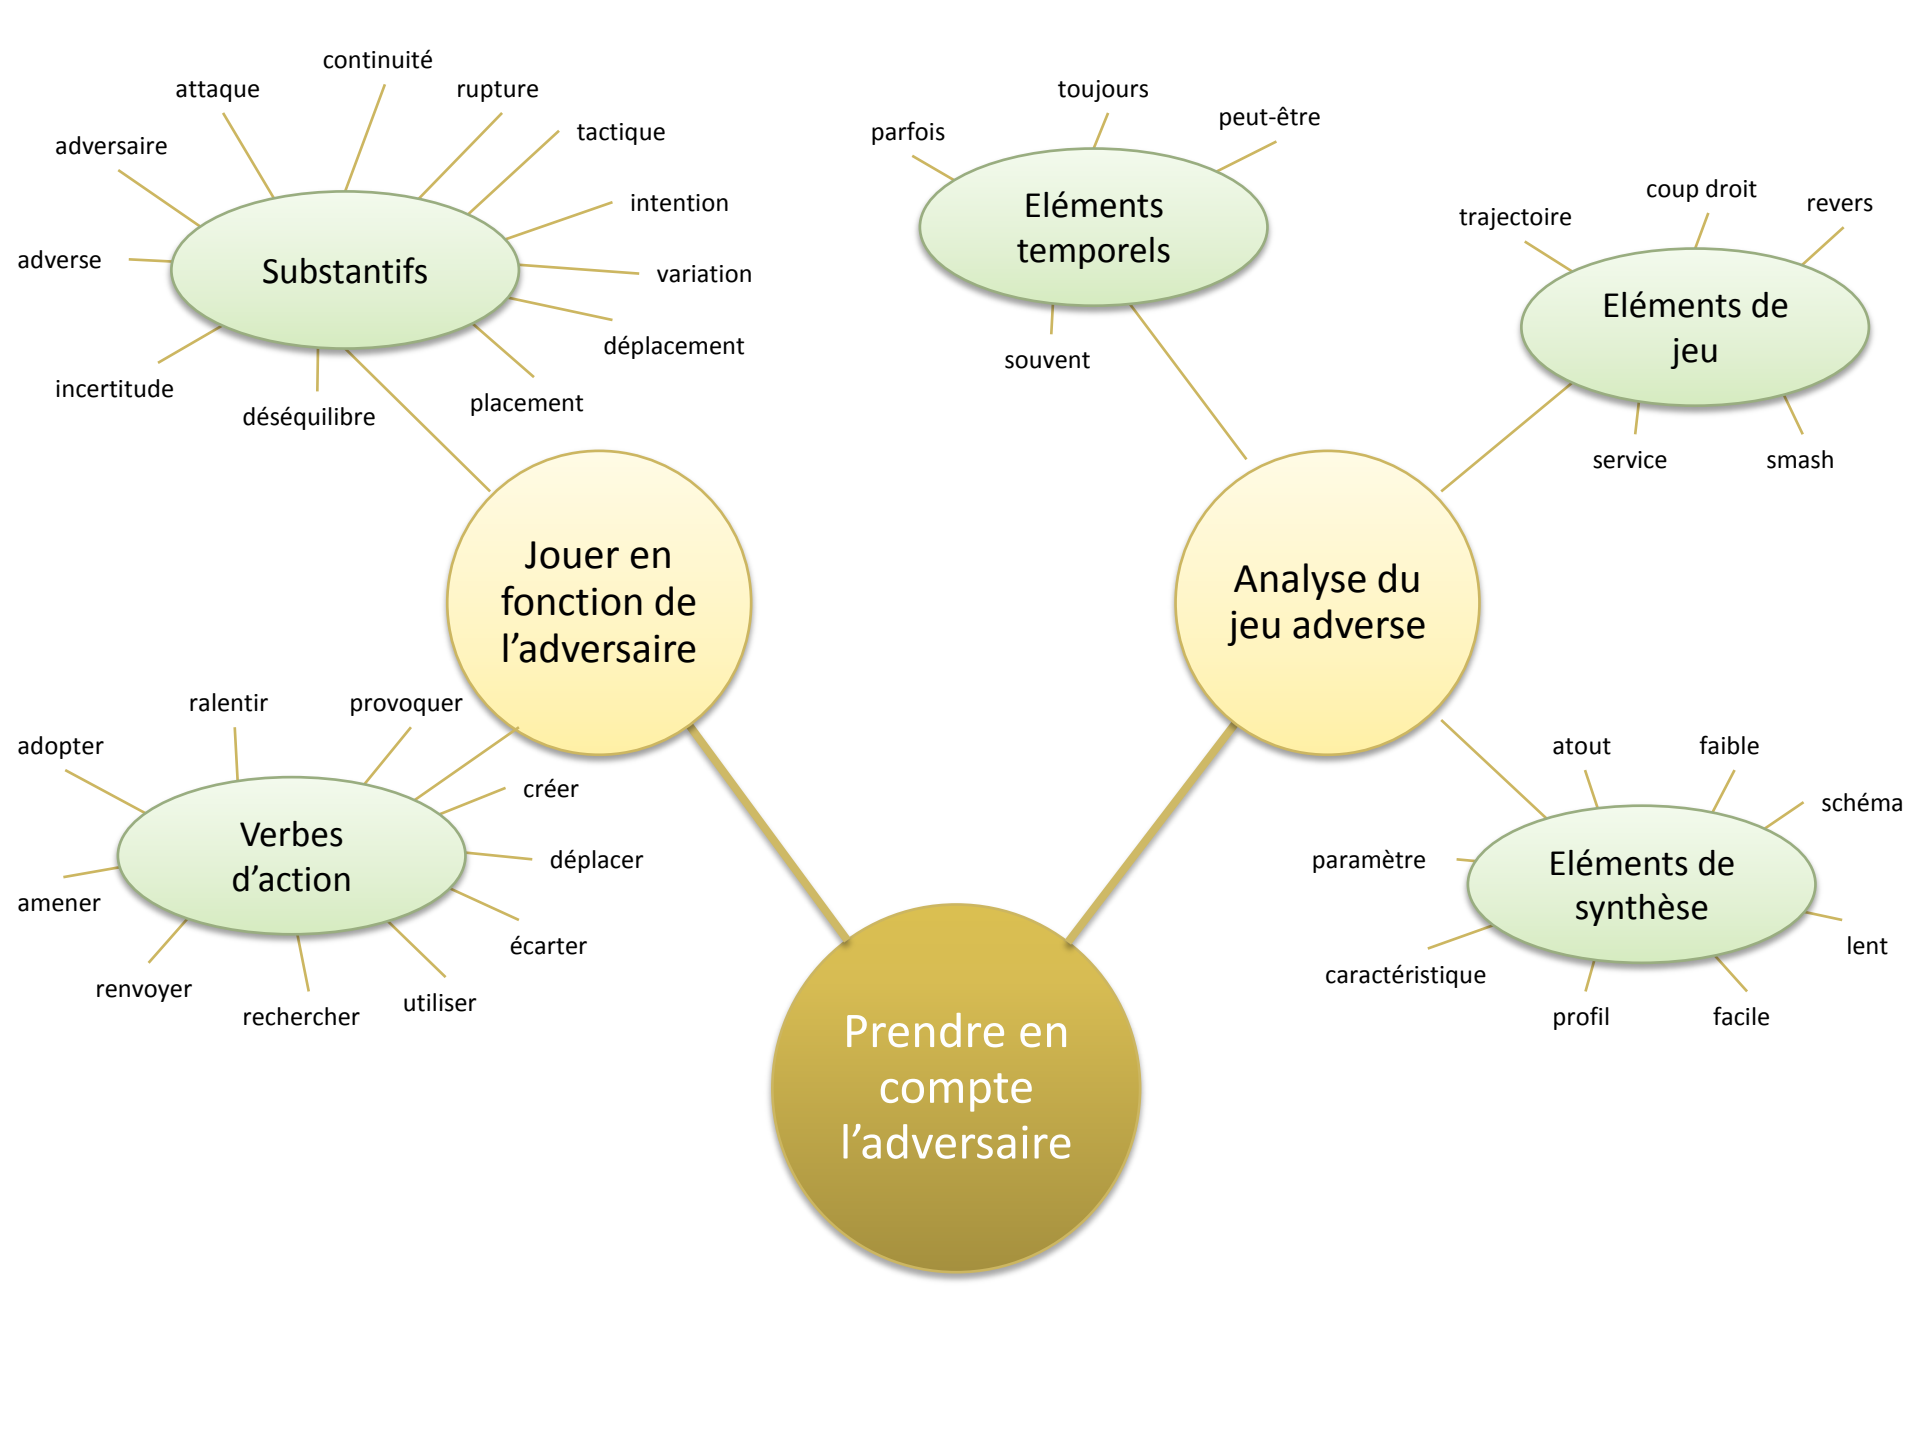 continuité
attaque
rupture
tactique
adversaire
intention
adverse
Substantifs
variation
déplacement
incertitude
déséquilibre
placement
toujours
parfois
peut-être
Eléments
temporels
souvent
coup droit
revers
trajectoire
Eléments de
jeu
service
smash
Jouer en
fonction de
l’adversaire
Analyse du
jeu adverse
ralentir
provoquer
adopter
créer
Verbes
d’action
déplacer
amener
écarter
renvoyer
rechercher
utiliser
atout
faible
schéma
paramètre
Eléments de
synthèse
lent
caractéristique
profil
facile
Prendre en
compte
l’adversaire